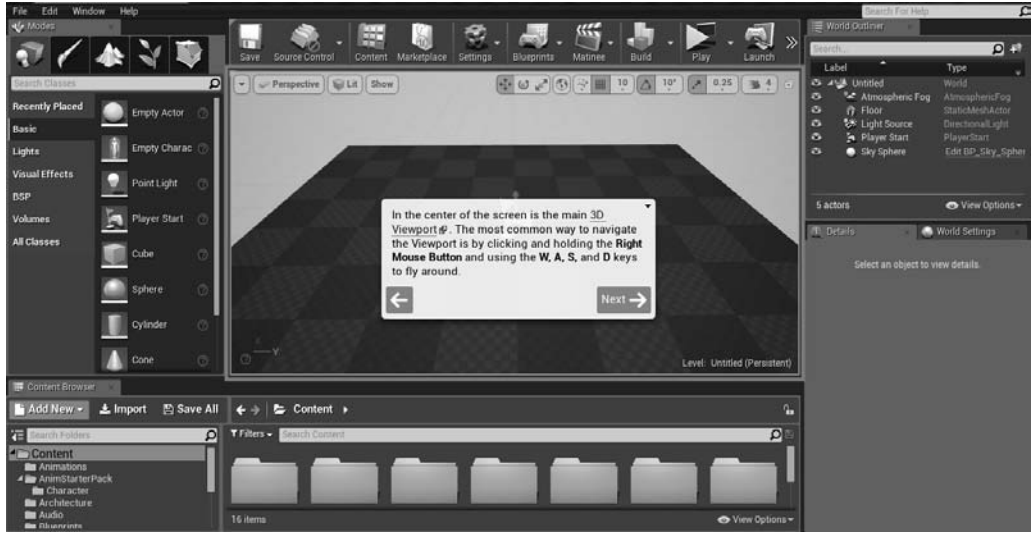 File Edit Window Help
Search For Help
Modes
World Outliner
Save Source Control Content Marketplace Settings Blueprints Matinee Build Play Launch
Search...
Label Type
Search Classes
Perspective Lit Show
10 10° 0.25 4
Untitled World
Atmospheric Fog AtmosphericFog
Floor StaticMeshActor
Light Source DirectionalLight
Player Start PlayerStart
Sky Sphere Edit BP_Sky_Spher
5 actors View Options
Recently Placed
Basic
Lights
Visual Effects
BSP
Volumes
All Classes
Empty Actor
Empty Charac
Point Light
Player Start
Cube
Sphere
Cylinder
Cone
In the center of the screen is the main 3D
Viewport. The most common way to navigate
the Viewport is by clicking and holding the Right
Mouse Button and using the W, A, S, and D keys
to fly around.
Next
Y
Level: Untitled (Persistent)
Details World Settings
Select an object to view details.
Content Browser
Add New Import Save All Content
Search Folders
Filters Search Content
Content
Animations
AnimStarterPack
Character
Architecture
Audio
Blueprints
16 items View Options